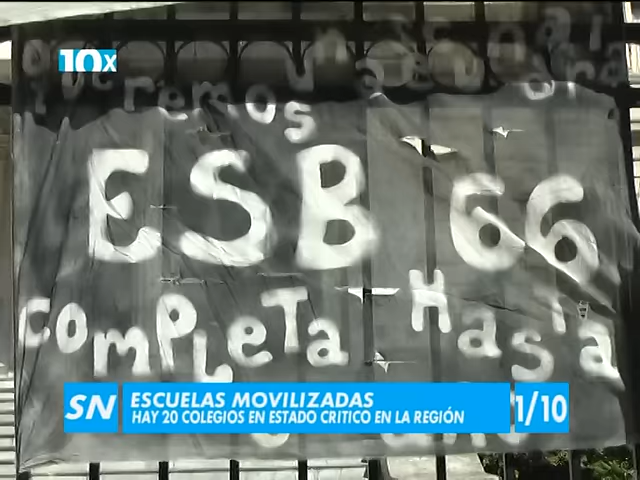 10x
Queremos
ESB 66
completa Hasta
SN
ESCUELAS MOVILIZADAS
HAY 20 COLEGIOS EN ESTADO CRITICO EN LA REGIÓN
1/10